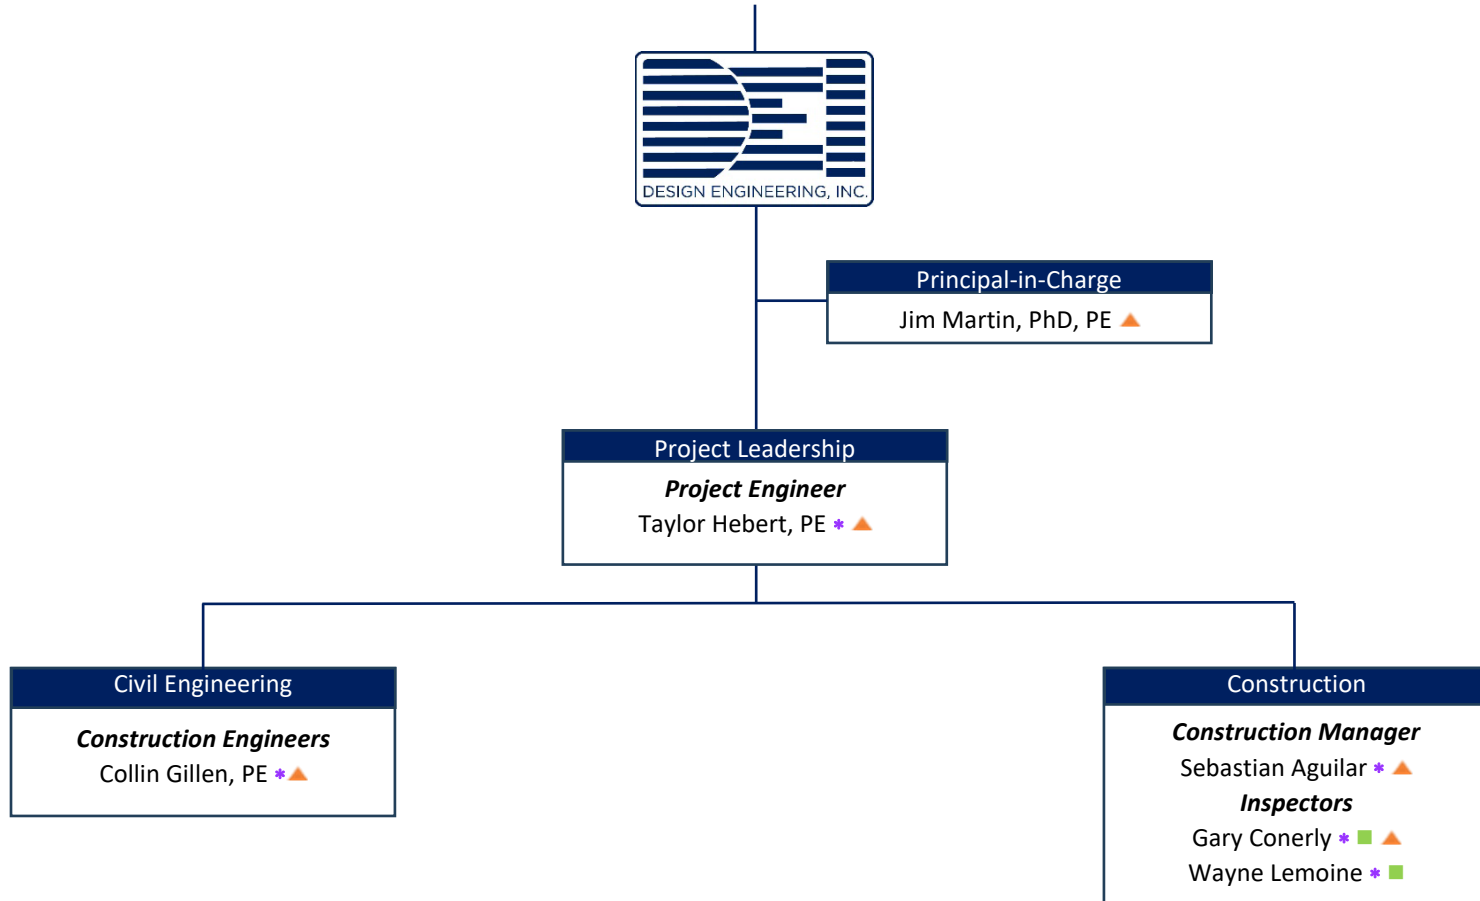 DESIGN ENGINEERING, INC.
Principal-in-Charge
Jim Martin, PhD, PE
Project Leadership
Project Engineer
Taylor Hebert, PE *
Civil Engineering
Construction Engineers
Collin Gillen, PE *
Construction
Construction Manager
Sebastian Aguilar *
Inspectors
Gary Conerly *
Wayne Lemoine *